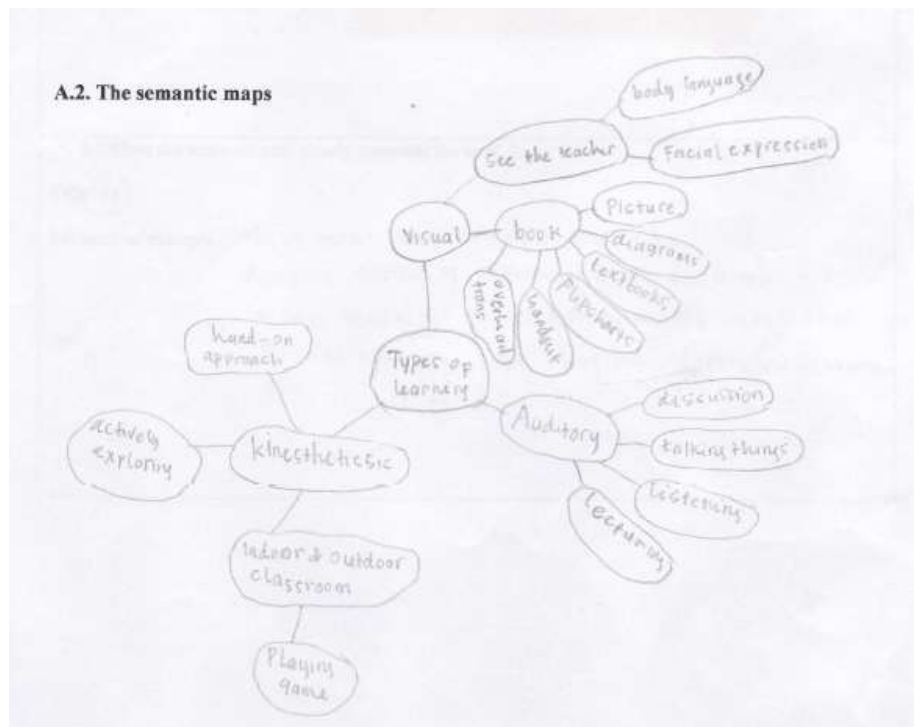 A.2. The semantic maps
body language
See the teacher
Facial expression
Visual
book
Picture
diagrams
textbooks,
Flipcharts
handout
overhead
trans
Types of
learning
hand-on
approach
actively
exploring
kinesthetesic
Indoor & outdoor
classroom
Playing
game
Auditory
discussion
talking things
Listening
Lecturing